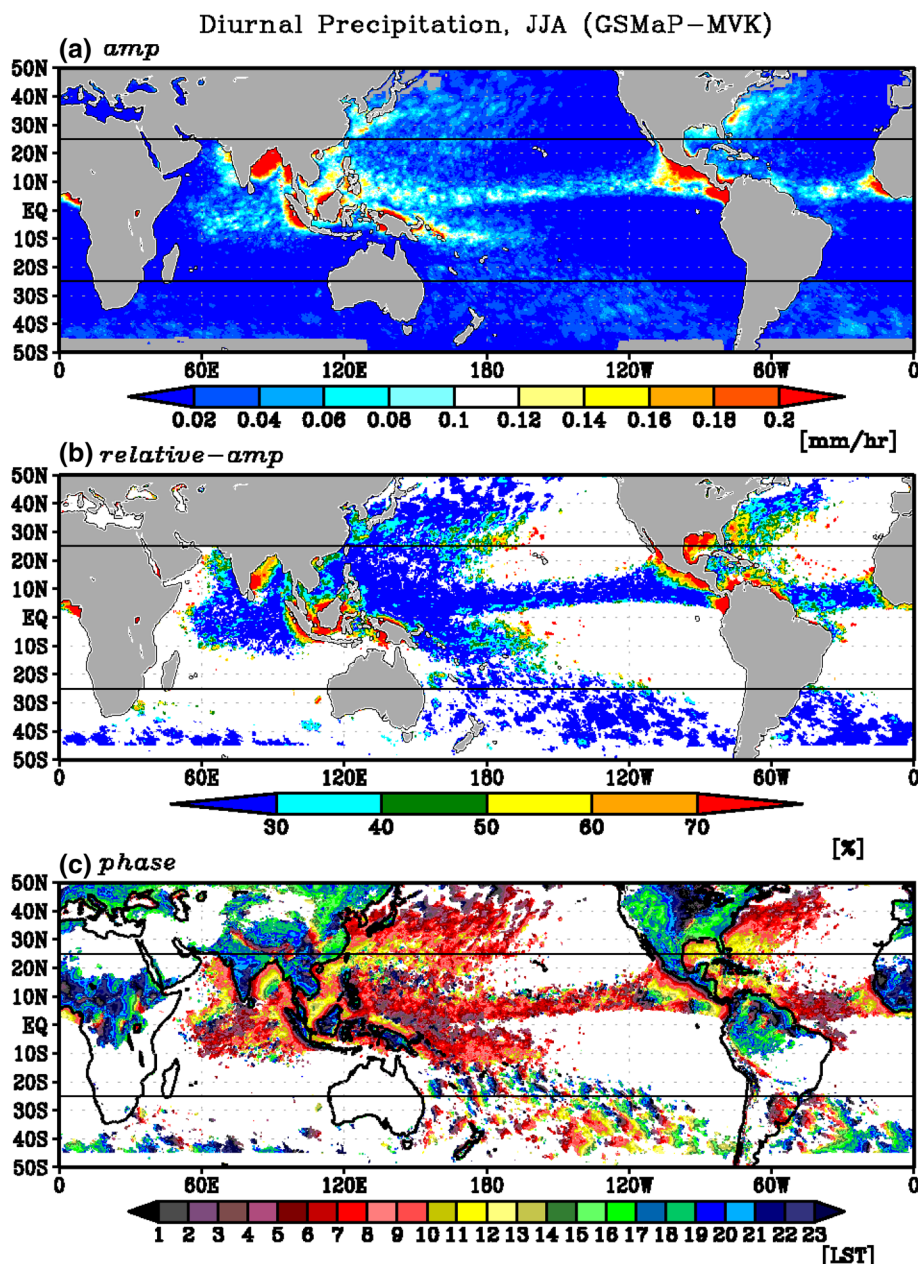 Diurnal Precipitation, JJA (GSMaP-MVK)
(a) amp
50N
40N
30N
20N
10N
EQ
10S
20S
30S
40S
50S
0 60E 120E 180 120W 60W 0
0.02 0.04 0.06 0.08 0.1 0.12 0.14 0.16 0.18 0.2
[mm/hr]
(b) relative-amp
50N
40N
30N
20N
10N
EQ
10S
20S
30S
40S
50S
0 60E 120E 180 120W 60W 0
30 40 50 60 70
[%]
(c) phase
50N
40N
30N
20N
10N
EQ
10S
20S
30S
40S
50S
0 60E 120E 180 120W 60W 0
1 2 3 4 5 6 7 8 9 10 11 12 13 14 15 16 17 18 19 20 21 22 23
[LST]